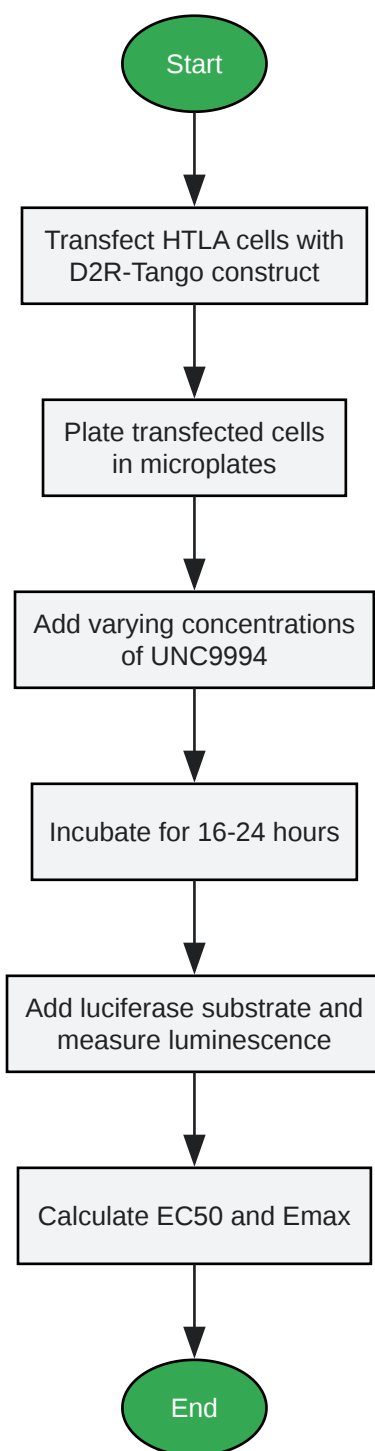 Start
Transfect HTLA cells with
D2R-Tango construct
Plate transfected cells
in microplates
Add varying concentrations
of UNC9994
Incubate for 16-24 hours
Add luciferase substrate and
measure luminescence
Calculate EC50 and Emax
End